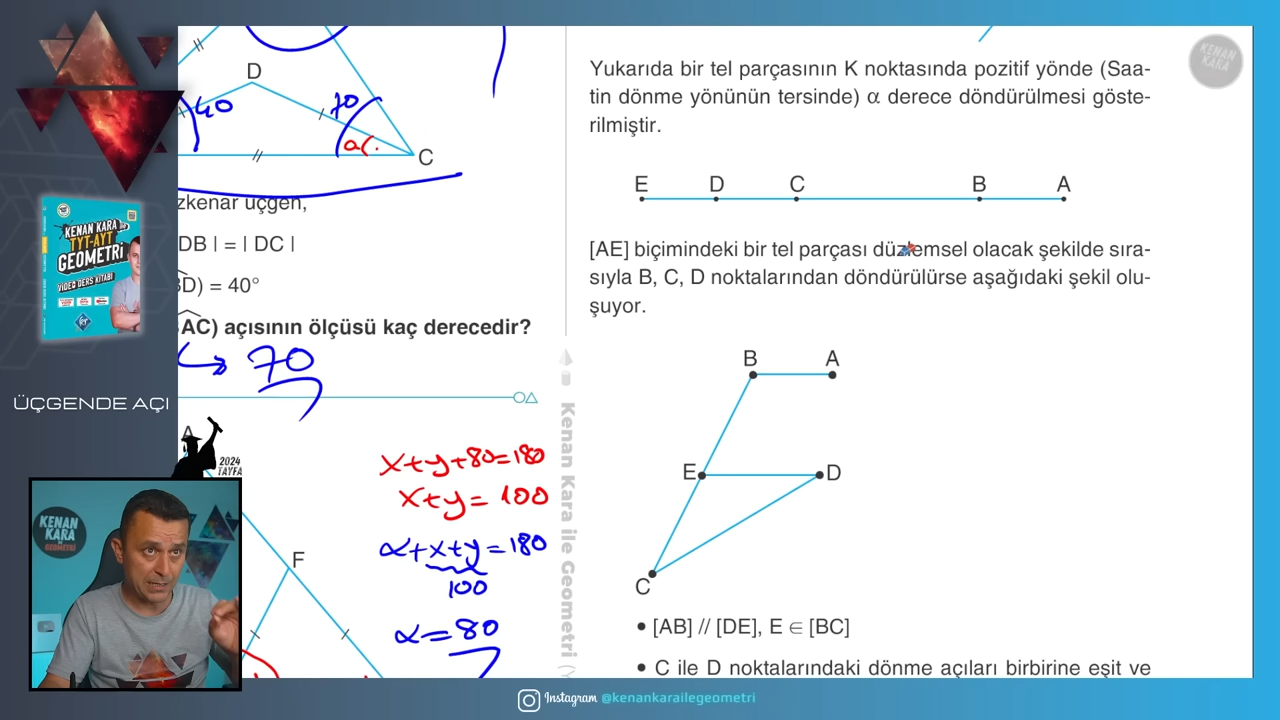 KENAN KARA
TYT-AYT
GEOMETRİ
VİDEO DERS KİTABI
ÜÇGENDE AÇI
2024
TAYFA
KENAN
KARA
GEOMETRİ
D
40
70
a
C
zkenar üçgen,
DB | = | DC |
BD) = 40°
BAC) açısının ölçüsü kaç derecedir?
70
A
F
x+y+80=180
x+y=100
α+x+y=180
100
α=80
Kenan Kara ile Geometri
KENAN
KARA
Yukarıda bir tel parçasının K noktasında pozitif yönde (Saa-
tin dönme yönünün tersinde) α derece döndürülmesi göste-
rilmiştir.
E D C B A
[AE] biçimindeki bir tel parçası düzlemsel olacak şekilde sıra-
sıyla B, C, D noktalarından döndürülürse aşağıdaki şekil olu-
şuyor.
B A
E D
C
• [AB] // [DE], E ∈ [BC]
• C ile D noktalarındaki dönme açıları birbirine eşit ve
Instagram @kenankarailegeometri